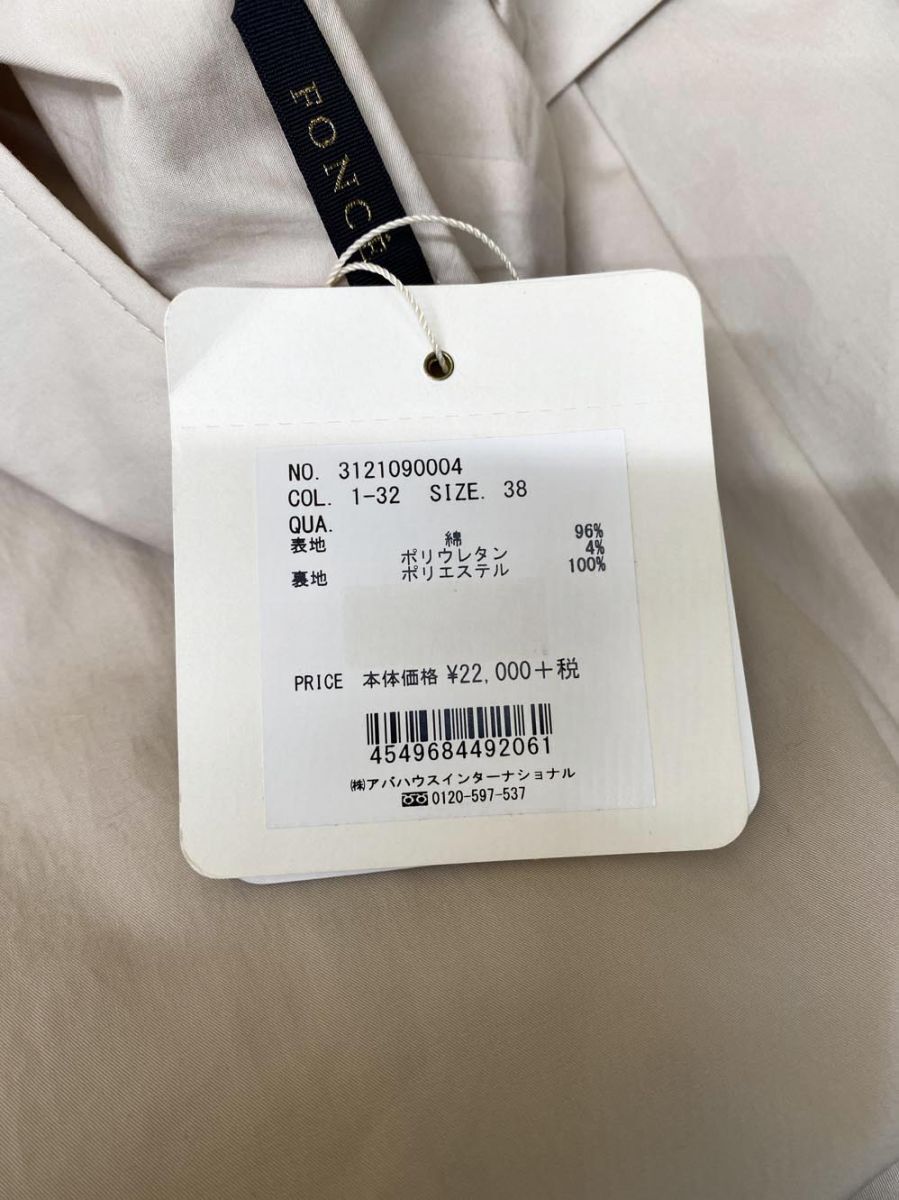 FONCÉ
NO. 3121090004
COL. 1-32 SIZE. 38
QUA.
表地 綿 96%
ポリウレタン 4%
裏地 ポリエステル 100%
PRICE 本体価格 ¥22,000+税
4549684492061
㈱アバハウスインターナショナル
0120-597-537